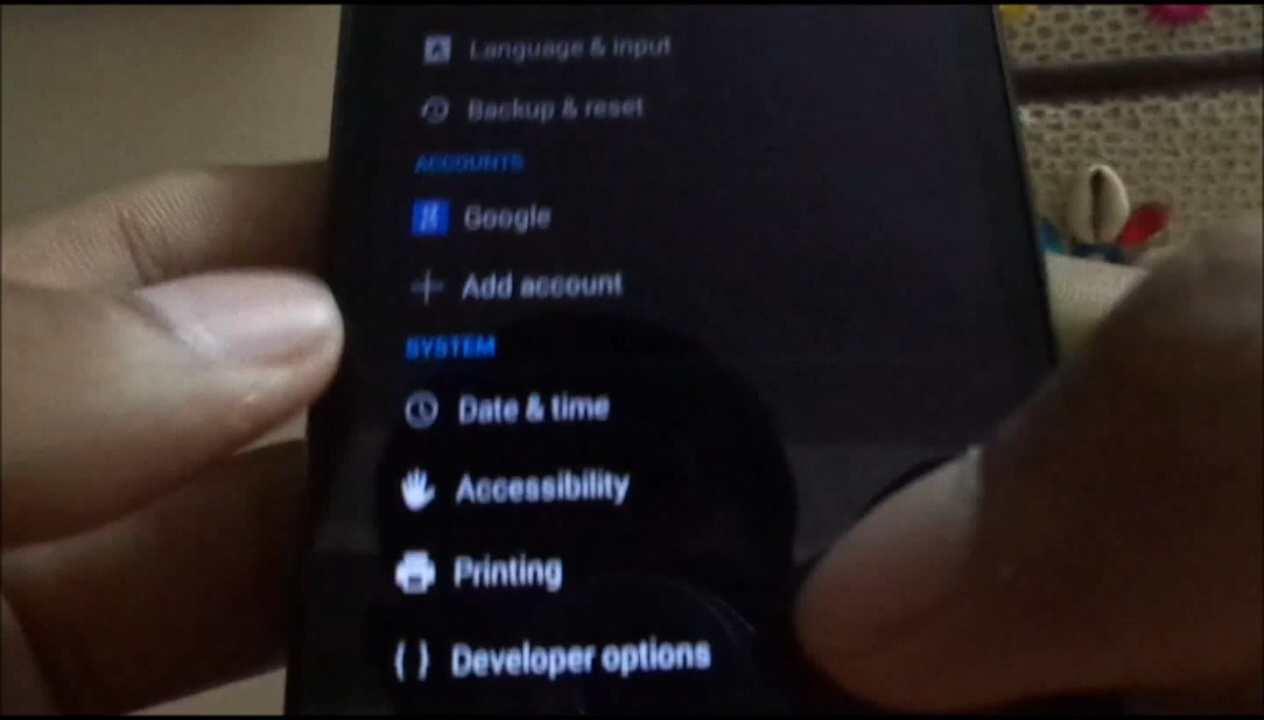 Language & input
Backup & reset
ACCOUNTS
Google
Add account
SYSTEM
Date & time
Accessibility
Printing
{ } Developer options